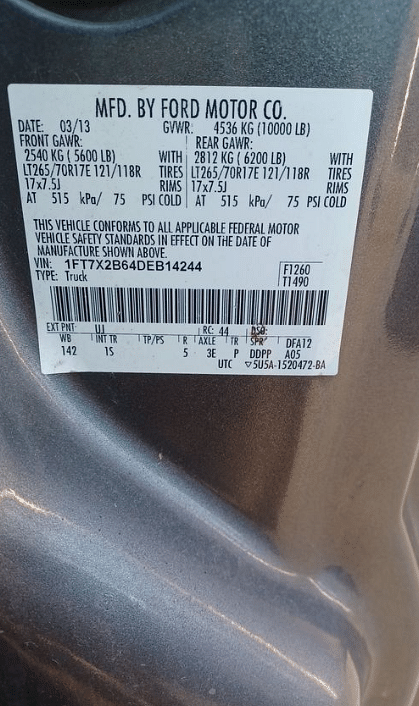 MFD. BY FORD MOTOR CO.
DATE: 03/13 GVWR: 4536 KG (10000 LB)
FRONT GAWR: REAR GAWR:
2540 KG ( 5600 LB) WITH 2812 KG ( 6200 LB) WITH
LT265/70R17E 121/118R TIRES LT265/70R17E 121/118R TIRES
17x7.5J RIMS 17x7.5J RIMS
AT 515 kPa/ 75 PSI COLD AT 515 kPa/ 75 PSI COLD
THIS VEHICLE CONFORMS TO ALL APPLICABLE FEDERAL MOTOR
VEHICLE SAFETY STANDARDS IN EFFECT ON THE DATE OF
MANUFACTURE SHOWN ABOVE.
VIN: 1FT7X2B64DEB14244 F1260
TYPE: Truck T1490
EXT PNT: UJ RC: 44 DSO:
WB INT TR TP/PS R AXLE TR SPR DFA12
142 1S 5 3E P DDPP A05
UTC ▽5U5A-1520472-BA